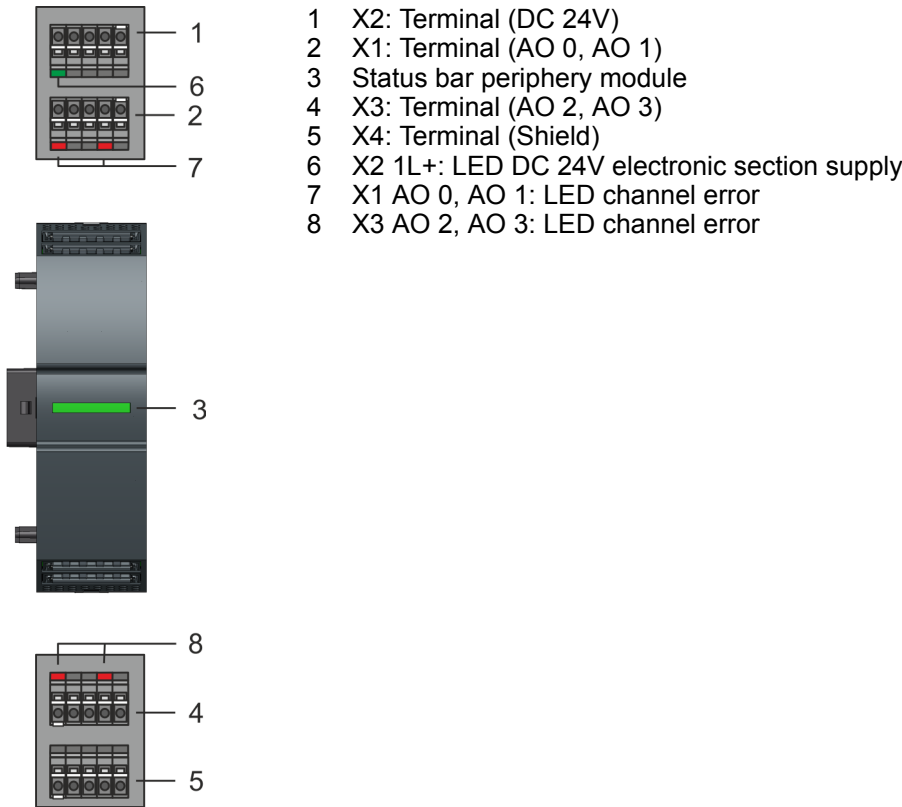 1 X2: Terminal (DC 24V)
2 X1: Terminal (AO 0, AO 1)
3 Status bar periphery module
4 X3: Terminal (AO 2, AO 3)
5 X4: Terminal (Shield)
6 X2 1L+: LED DC 24V electronic section supply
7 X1 AO 0, AO 1: LED channel error
8 X3 AO 2, AO 3: LED channel error
1
6
2
7
3
8
4
5